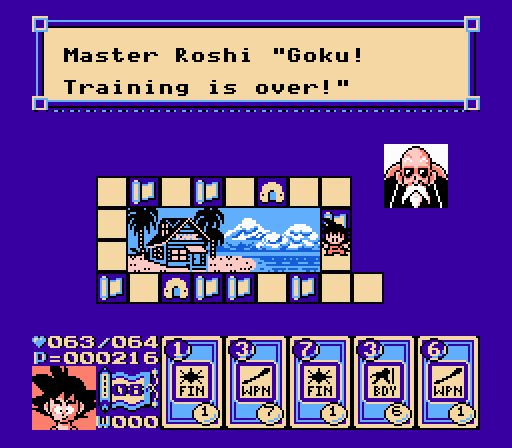 Master Roshi "Goku!
Training is over!"
♥063/064
P=000216
08
W000
1 3 7 3 6
FIN WPN FIN BDY WPN
1 7 1 6 1